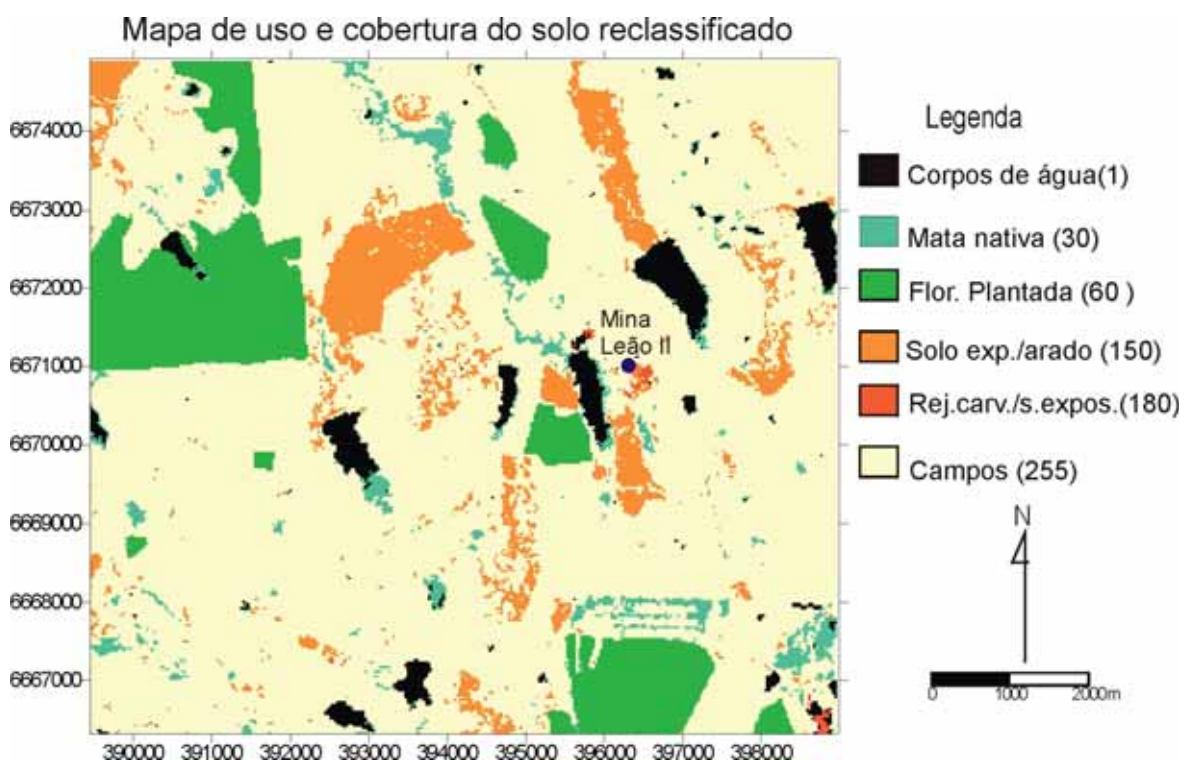 Mapa de uso e cobertura do solo reclassificado
6674000
6673000
6672000
6671000
6670000
6669000
6668000
6667000
390000 391000 392000 393000 394000 395000 396000 397000 398000
Mina
Leão II
Legenda
Corpos de água(1)
Mata nativa (30)
Flor. Plantada (60 )
Solo exp./arado (150)
Rej.carv./s.expos.(180)
Campos (255)
N
0 1000 2000m